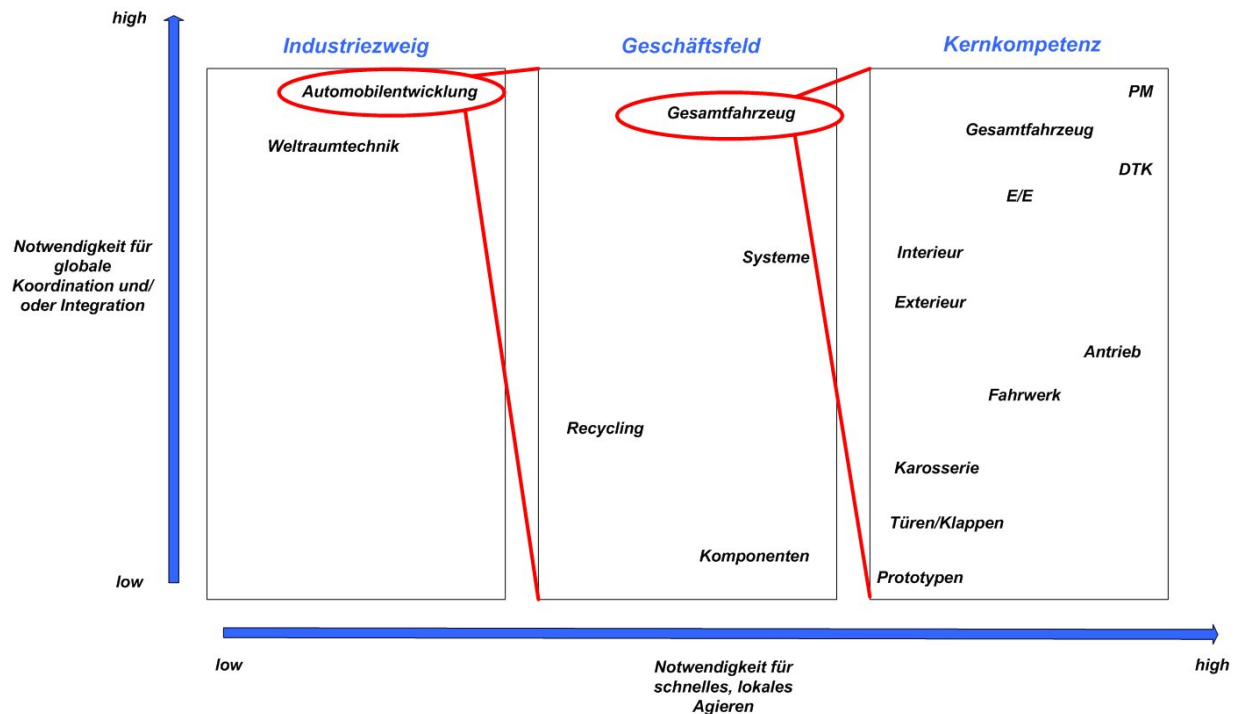 high
Industriezweig
Geschäftsfeld
Kernkompetenz
Automobilentwicklung
Weltraumtechnik
Gesamtfahrzeug
Systeme
Recycling
Komponenten
PM
Gesamtfahrzeug
DTK
E/E
Interieur
Exterieur
Antrieb
Fahrwerk
Karosserie
Türen/Klappen
Prototypen
Notwendigkeit für
globale
Koordination und/
oder Integration
low
low
Notwendigkeit für
schnelles, lokales
Agieren
high